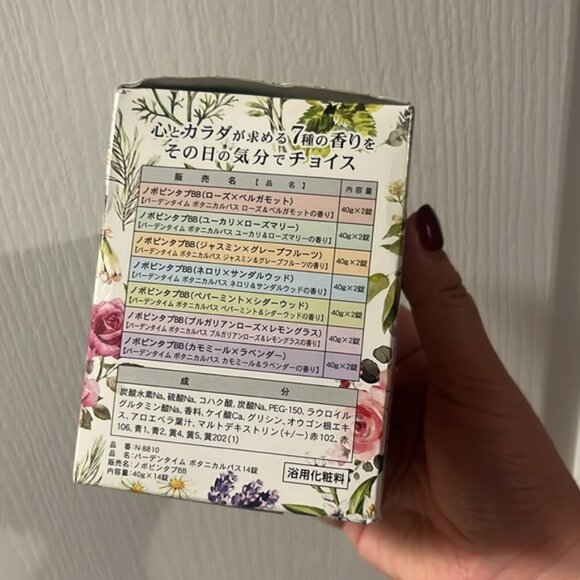 心とカラダが求める7種の香りを
その日の気分でチョイス
販売名【品名】 内容量
ノボピンタブBB(ローズ×ベルガモット)
【バーデンタイム ボタニカルバス ローズ&ベルガモットの香り】 40g×2錠
ノボピンタブBB(ユーカリ×ローズマリー)
【バーデンタイム ボタニカルバス ユーカリ&ローズマリーの香り】 40g×2錠
ノボピンタブBB(ジャスミン×グレープフルーツ)
【バーデンタイム ボタニカルバス ジャスミン&グレープフルーツの香り】 40g×2錠
ノボピンタブBB(ネロリ×サンダルウッド)
【バーデンタイム ボタニカルバス ネロリ&サンダルウッドの香り】 40g×2錠
ノボピンタブBB(ペパーミント×シダーウッド)
【バーデンタイム ボタニカルバス ペパーミント&シダーウッドの香り】 40g×2錠
ノボピンタブBB(ブルガリアンローズ×レモングラス)
【バーデンタイム ボタニカルバス ブルガリアンローズ&レモングラスの香り】 40g×2錠
ノボピンタブBB(カモミール×ラベンダー)
【バーデンタイム ボタニカルバス カモミール&ラベンダーの香り】 40g×2錠
成分
炭酸水素Na、硫酸Na、コハク酸、炭酸Na、PEG-150、ラウロイル
グルタミン酸Na、香料、ケイ酸Ca、グリシン、オウゴン根エキ
ス、アロエベラ葉汁、マルトデキストリン(+/-)赤102、赤
106、青1、青2、黄4、黄5、黄202(1)
品番:N-8810
品名:バーデンタイム ボタニカルバス14錠
販売名:ノボピンタブBB
内容量:40g×14錠
浴用化粧料